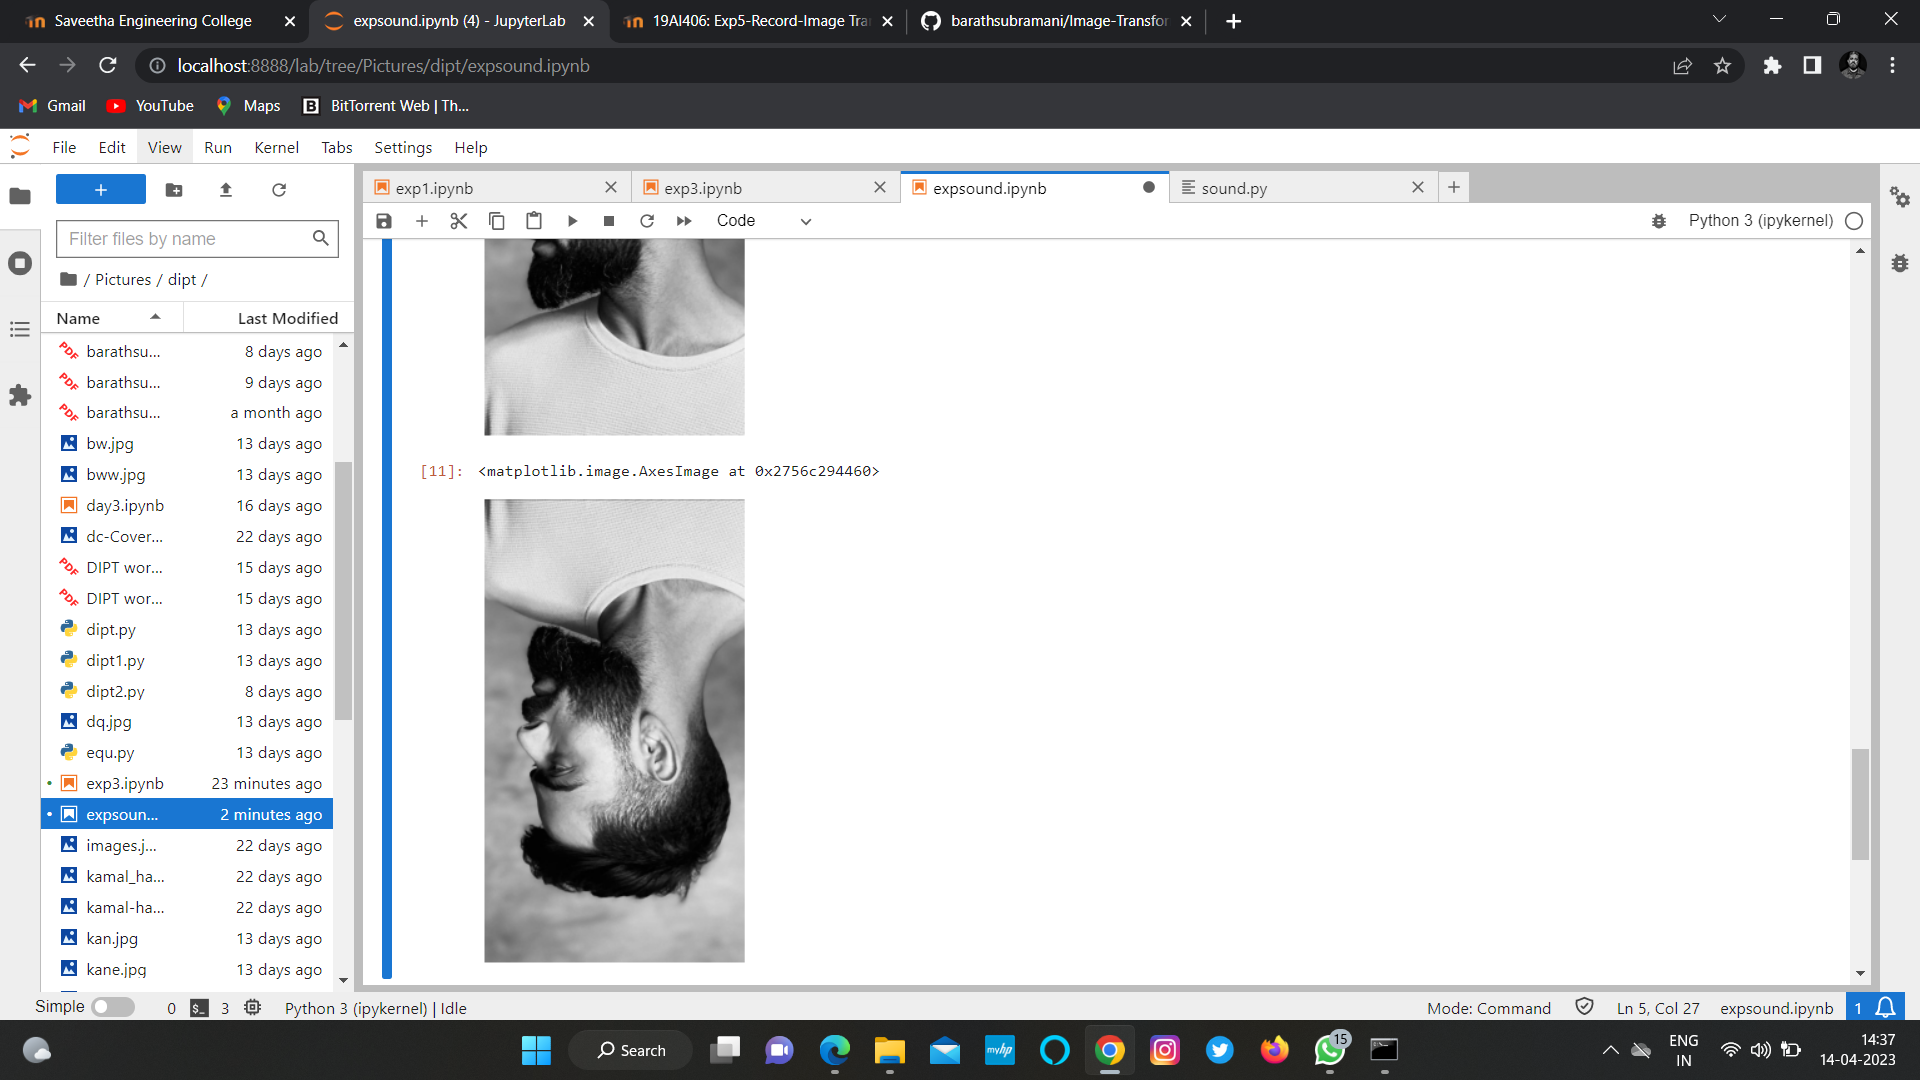 Saveetha Engineering College
expsound.ipynb (4) - JupyterLab
19AI406: Exp5-Record-Image Tra
barathsubramani/Image-Transfor
localhost:8888/lab/tree/Pictures/dipt/expsound.ipynb
Gmail YouTube Maps BitTorrent Web | Th...
File Edit View Run Kernel Tabs Settings Help
exp1.ipynb
exp3.ipynb
expsound.ipynb
sound.py
Code
Python 3 (ipykernel)
Filter files by name
/ Pictures / dipt /
Name Last Modified
barathsu... 8 days ago
barathsu... 9 days ago
barathsu... a month ago
bw.jpg 13 days ago
bww.jpg 13 days ago
day3.ipynb 16 days ago
dc-Cover... 22 days ago
DIPT wor... 15 days ago
DIPT wor... 15 days ago
dipt.py 13 days ago
dipt1.py 13 days ago
dipt2.py 8 days ago
dq.jpg 13 days ago
equ.py 13 days ago
exp3.ipynb 23 minutes ago
expsoun... 2 minutes ago
images.j... 22 days ago
kamal_ha... 22 days ago
kamal-ha... 22 days ago
kan.jpg 13 days ago
kane.jpg 13 days ago
[11]: <matplotlib.image.AxesImage at 0x2756c294460>
Simple 0 3 Python 3 (ipykernel) | Idle
Mode: Command Ln 5, Col 27 expsound.ipynb 1
Search
myhp
15
ENG
IN
14:37
14-04-2023